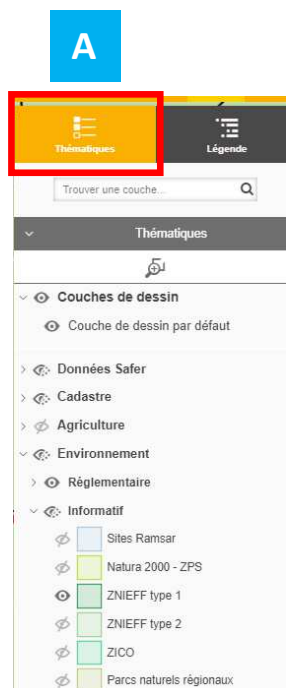 A
Thématiques Légende
Trouver une couche...
Thématiques
Couches de dessin
Couche de dessin par défaut
Données Safer
Cadastre
Agriculture
Environnement
Réglementaire
Informatif
Sites Ramsar
Natura 2000 - ZPS
ZNIEFF type 1
ZNIEFF type 2
ZICO
Parcs naturels régionaux